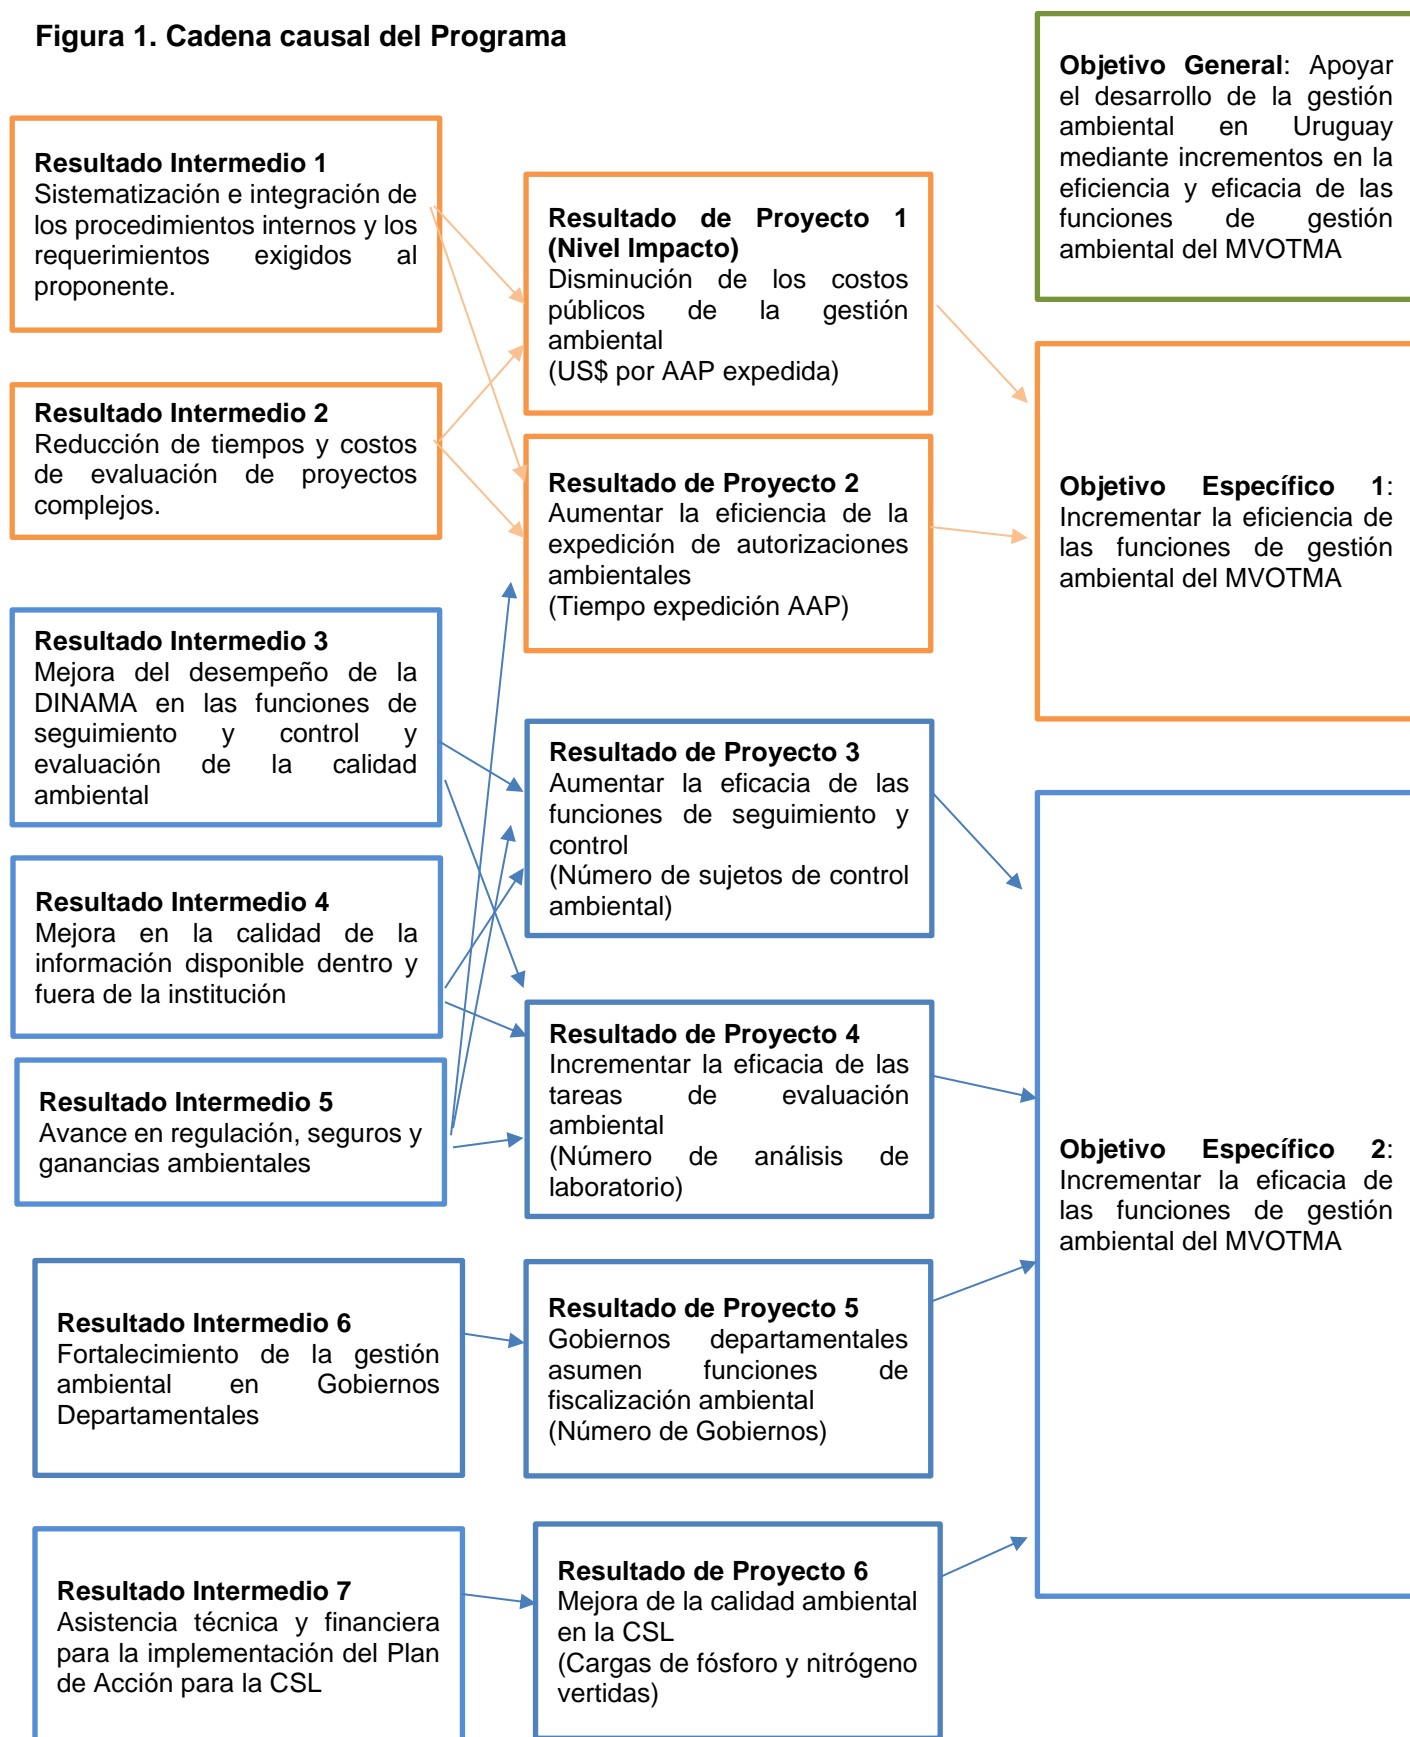 Figura 1. Cadena causal del Programa
Resultado Intermedio 1
Sistematización e integración de
los procedimientos internos y los
requerimientos exigidos al
proponente.
Resultado Intermedio 2
Reducción de tiempos y costos
de evaluación de proyectos
complejos.
Resultado Intermedio 3
Mejora del desempeño de la
DINAMA en las funciones de
seguimiento y control y
evaluación de la calidad
ambiental
Resultado Intermedio 4
Mejora en la calidad de la
información disponible dentro y
fuera de la institución
Resultado Intermedio 5
Avance en regulación, seguros y
ganancias ambientales
Resultado Intermedio 6
Fortalecimiento de la gestión
ambiental en Gobiernos
Departamentales
Resultado Intermedio 7
Asistencia técnica y financiera
para la implementación del Plan
de Acción para la CSL
Resultado de Proyecto 1
(Nivel Impacto)
Disminución de los costos
públicos de la gestión
ambiental
(US$ por AAP expedida)
Resultado de Proyecto 2
Aumentar la eficiencia de la
expedición de autorizaciones
ambientales
(Tiempo expedición AAP)
Resultado de Proyecto 3
Aumentar la eficacia de las
funciones de seguimiento y
control
(Número de sujetos de control
ambiental)
Resultado de Proyecto 4
Incrementar la eficacia de las
tareas de evaluación
ambiental
(Número de análisis de
laboratorio)
Resultado de Proyecto 5
Gobiernos departamentales
asumen funciones de
fiscalización ambiental
(Número de Gobiernos)
Resultado de Proyecto 6
Mejora de la calidad ambiental
en la CSL
(Cargas de fósforo y nitrógeno
vertidas)
Objetivo General: Apoyar
el desarrollo de la gestión
ambiental en Uruguay
mediante incrementos en la
eficiencia y eficacia de las
funciones de gestión
ambiental del MVOTMA
Objetivo Específico 1:
Incrementar la eficiencia de
las funciones de gestión
ambiental del MVOTMA
Objetivo Específico 2:
Incrementar la eficacia de
las funciones de gestión
ambiental del MVOTMA